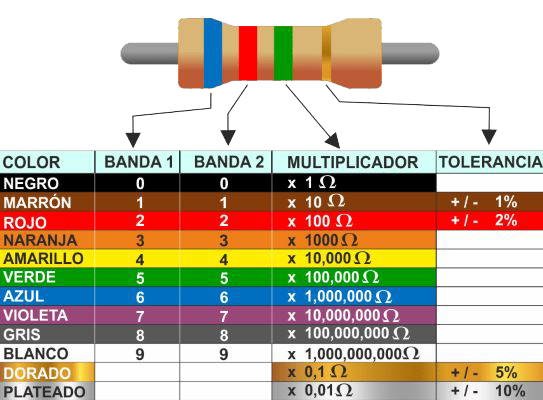 COLOR BANDA 1 BANDA 2 MULTIPLICADOR TOLERANCIA
NEGRO 0 0 x 1 Ω
MARRÓN 1 1 x 10 Ω +/- 1%
ROJO 2 2 x 100 Ω +/- 2%
NARANJA 3 3 x 1000 Ω
AMARILLO 4 4 x 10,000 Ω
VERDE 5 5 x 100,000 Ω
AZUL 6 6 x 1,000,000 Ω
VIOLETA 7 7 x 10,000,000 Ω
GRIS 8 8 x 100,000,000 Ω
BLANCO 9 9 x 1,000,000,000Ω
DORADO x 0,1 Ω +/- 5%
PLATEADO x 0,01 Ω +/- 10%